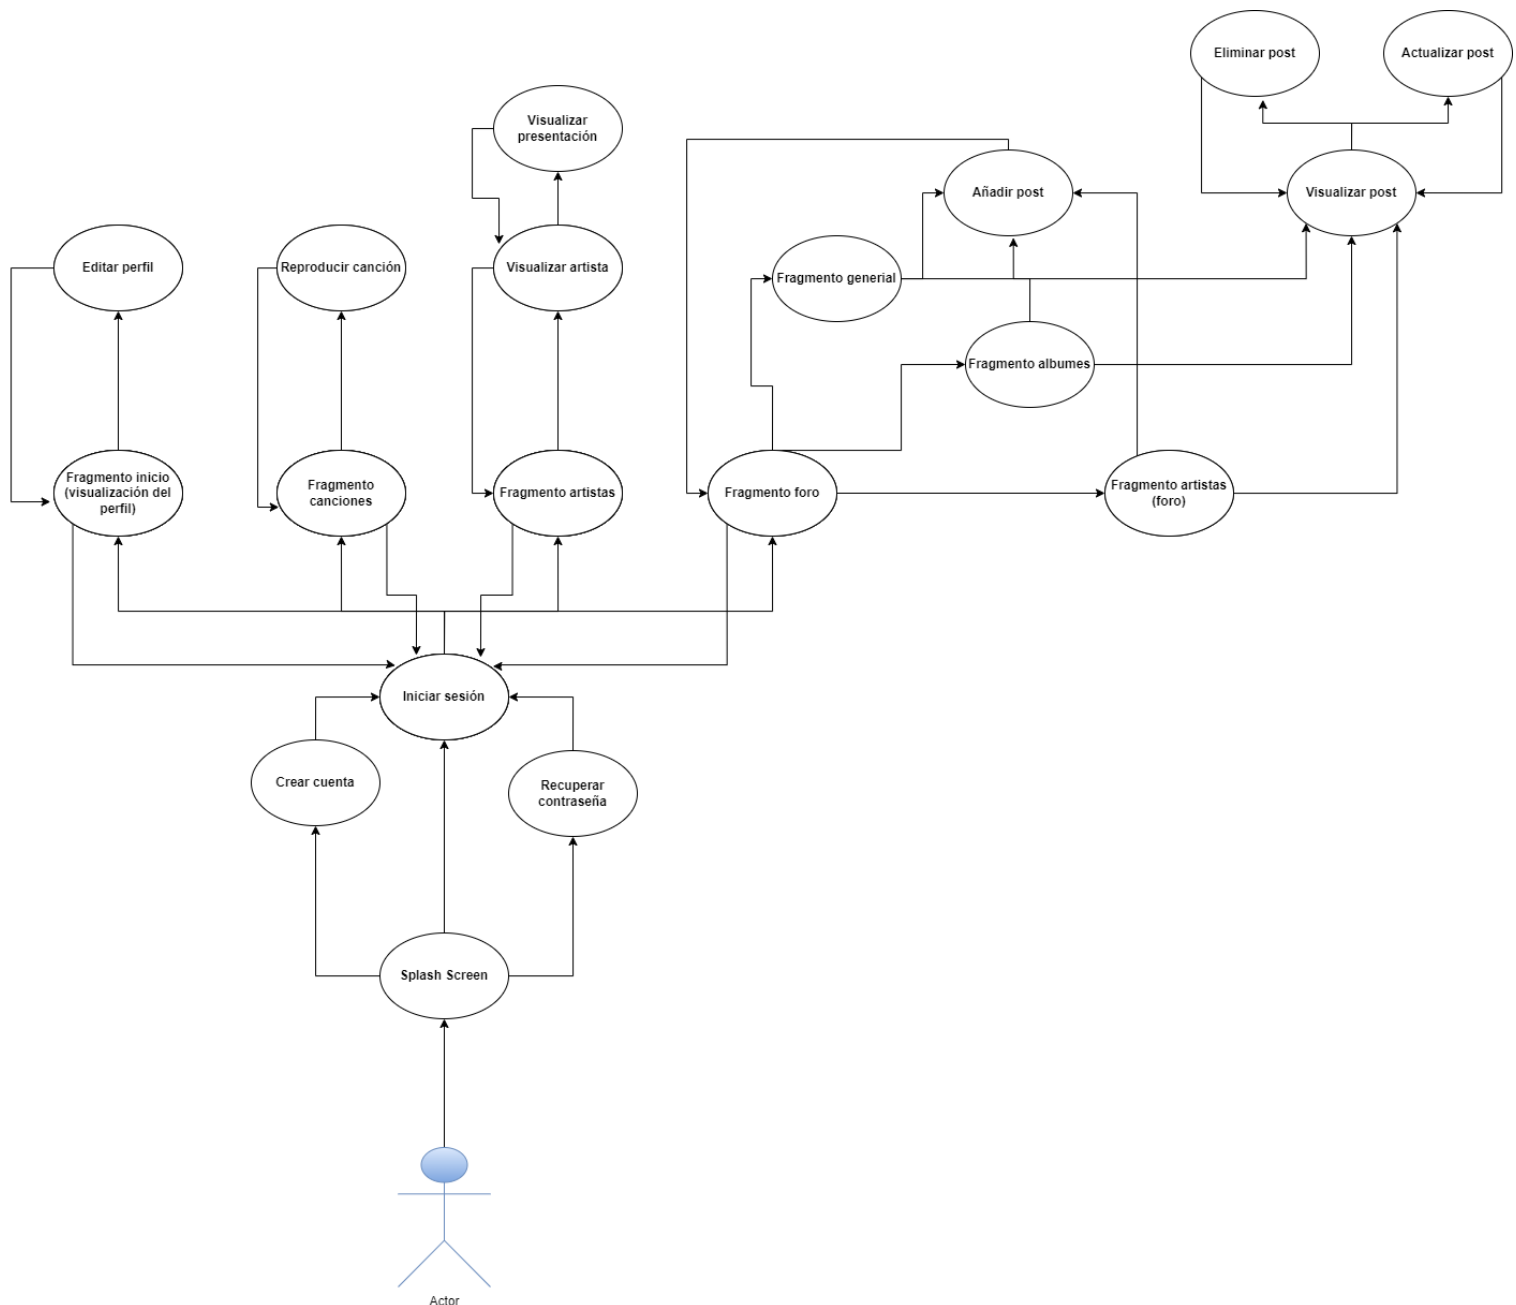 Eliminar post
Actualizar post
Visualizar
presentación
Añadir post
Visualizar post
Editar perfil
Reproducir canción
Visualizar artista
Fragmento generial
Fragmento albumes
Fragmento inicio
(visualización del
perfil)
Fragmento
canciones
Fragmento artistas
Fragmento foro
Fragmento artistas
(foro)
Iniciar sesión
Crear cuenta
Recuperar
contraseña
Splash Screen
Actor